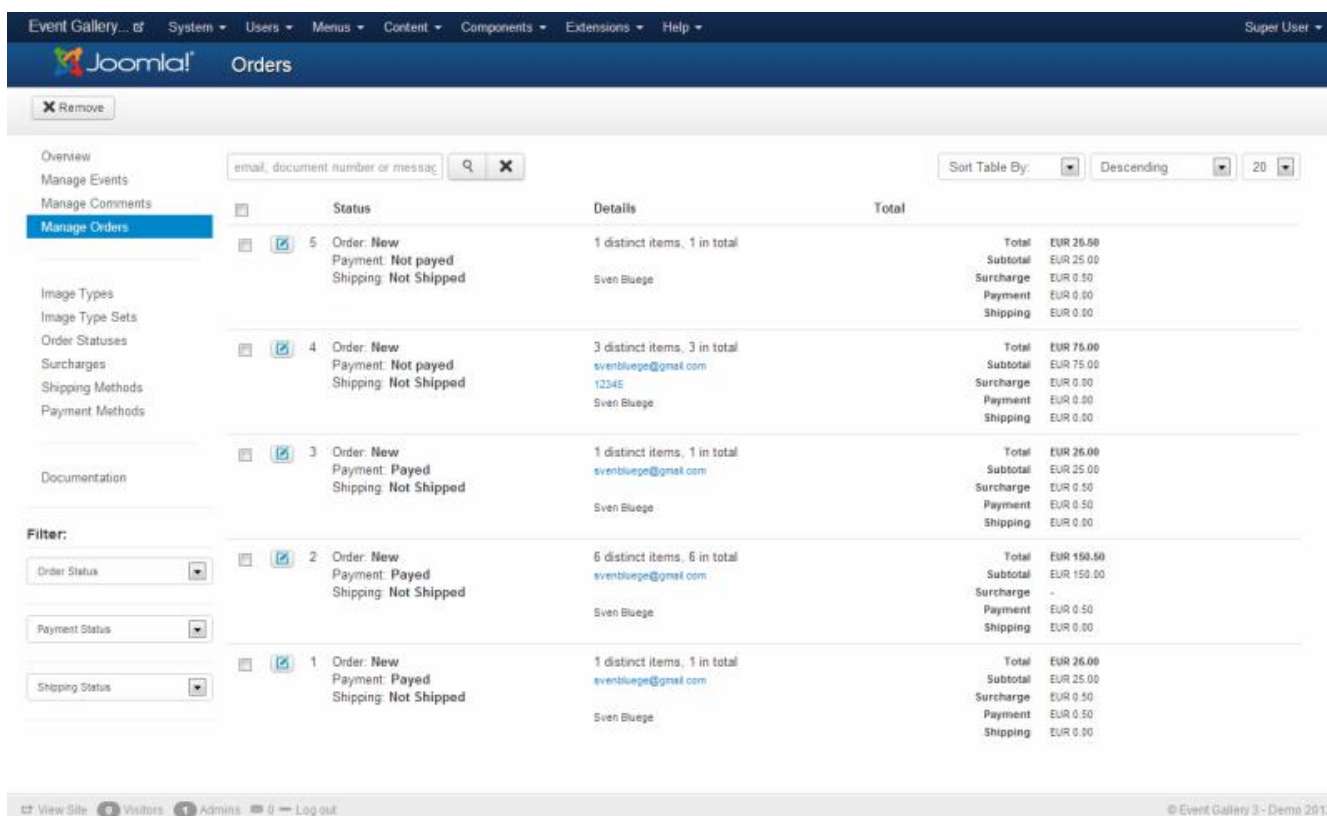 Event Gallery... System Users Menus Content Components Extensions Help Super User
Joomla! Orders
Remove
Overview
Manage Events
Manage Comments
Manage Orders
Image Types
Image Type Sets
Order Statuses
Surcharges
Shipping Methods
Payment Methods
Documentation
Filter:
Order Status
Payment Status
Shipping Status
email, document number or messag
Sort Table By: Descending 20
Status Details Total
5 Order: New 1 distinct items, 1 in total Total EUR 25.50
Payment: Not payed Subtotal EUR 25.00
Shipping: Not Shipped Sven Bluege Surcharge EUR 0.50
Payment EUR 0.00
Shipping EUR 0.00
4 Order: New 3 distinct items, 3 in total Total EUR 75.00
Payment: Not payed svenbluege@gmail.com Subtotal EUR 75.00
Shipping: Not Shipped 12345 Surcharge EUR 0.00
Sven Bluege Payment EUR 0.00
Shipping EUR 0.00
3 Order: New 1 distinct items, 1 in total Total EUR 26.00
Payment: Payed svenbluege@gmail.com Subtotal EUR 25.00
Shipping: Not Shipped Surcharge EUR 0.50
Sven Bluege Payment EUR 0.50
Shipping EUR 0.00
2 Order: New 6 distinct items, 6 in total Total EUR 150.50
Payment: Payed svenbluege@gmail.com Subtotal EUR 150.00
Shipping: Not Shipped Surcharge -
Sven Bluege Payment EUR 0.50
Shipping EUR 0.00
1 Order: New 1 distinct items, 1 in total Total EUR 26.00
Payment: Payed svenbluege@gmail.com Subtotal EUR 25.00
Shipping: Not Shipped Surcharge EUR 0.50
Sven Bluege Payment EUR 0.50
Shipping EUR 0.00
View Site 0 Visitors 1 Admins 0 Log out © Event Gallery 3 - Demo 201